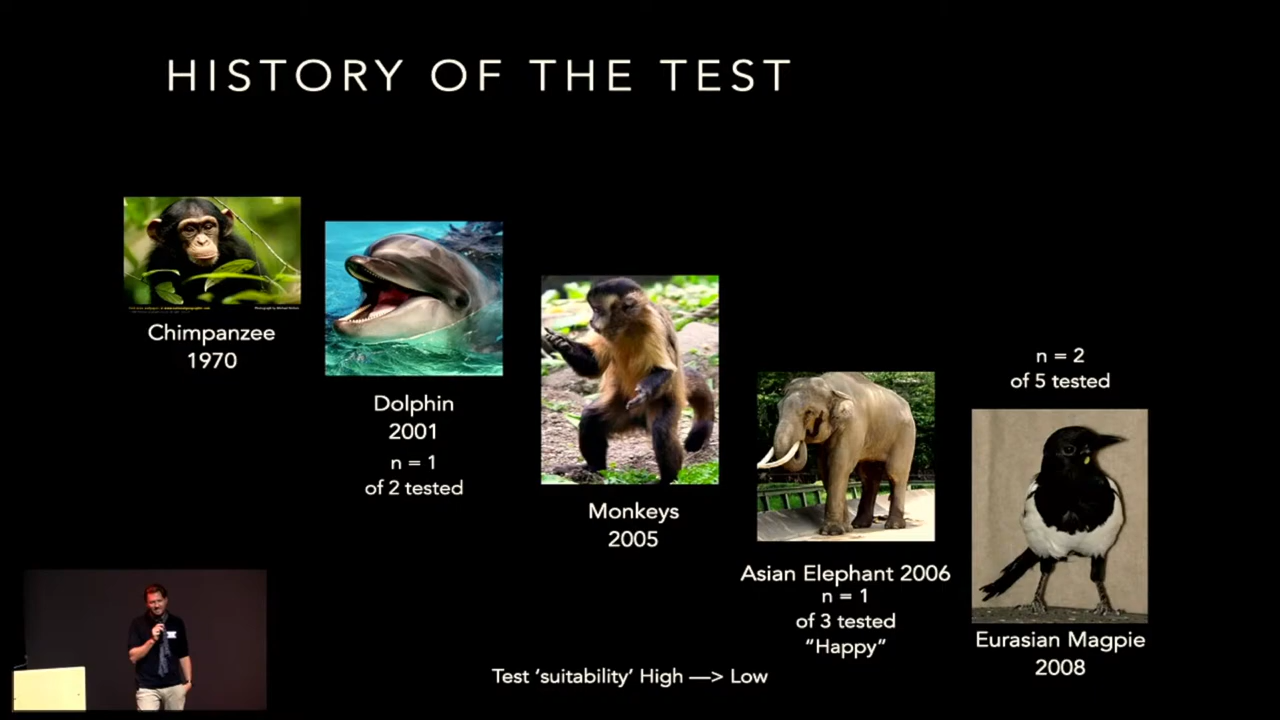 HISTORY OF THE TEST
Chimpanzee
1970
Dolphin
2001
n = 1
of 2 tested
Monkeys
2005
Asian Elephant 2006
n = 1
of 3 tested
“Happy”
n = 2
of 5 tested
Eurasian Magpie
2008
Test ‘suitability’ High —> Low